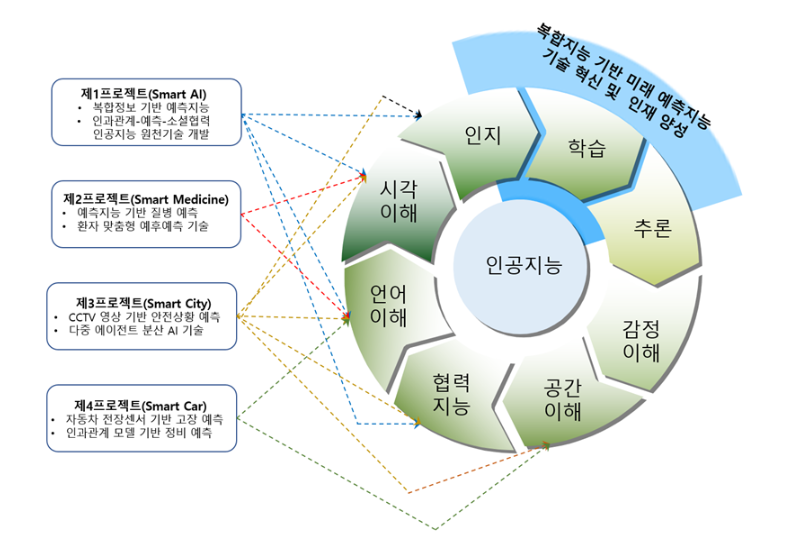 복합지능 기반 미래 예측지능
기술 혁신 및 인재 양성
제1프로젝트(Smart AI)
• 복합정보 기반 예측지능
• 인과관계-예측-소셜협력
인공지능 원천기술 개발
제2프로젝트(Smart Medicine)
• 예측지능 기반 질병 예측
• 환자 맞춤형 예후예측 기술
제3프로젝트(Smart City)
• CCTV 영상 기반 안전상황 예측
• 다중 에이전트 분산 AI 기술
제4프로젝트(Smart Car)
• 자동차 전장센서 기반 고장 예측
• 인과관계 모델 기반 정비 예측
인지
학습
추론
감정
이해
공간
이해
협력
지능
언어
이해
시각
이해
인공지능